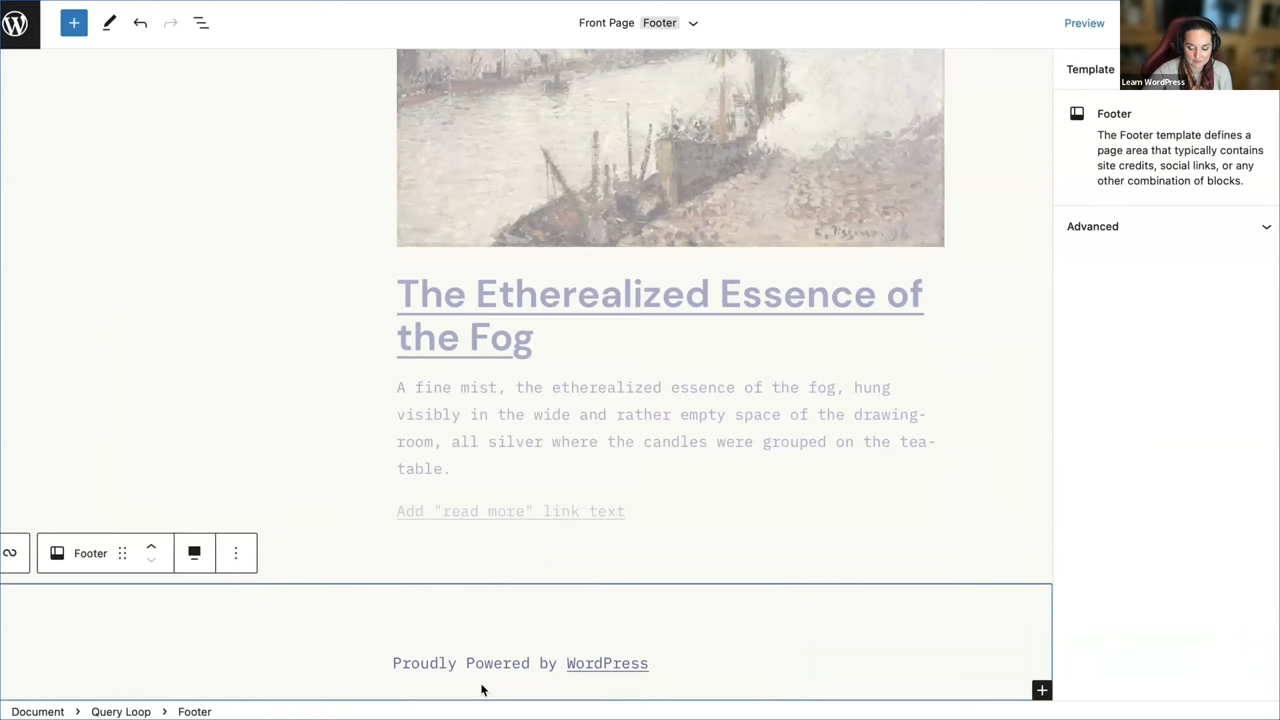 Front Page Footer
Preview
Learn WordPress
Template
Footer
The Footer template defines a
page area that typically contains
site credits, social links, or any
other combination of blocks.
Advanced
The Etherealized Essence of
the Fog
A fine mist, the etherealized essence of the fog, hung
visibly in the wide and rather empty space of the drawing-
room, all silver where the candles were grouped on the tea-
table.
Add "read more" link text
Footer
Proudly Powered by WordPress
Document > Query Loop > Footer